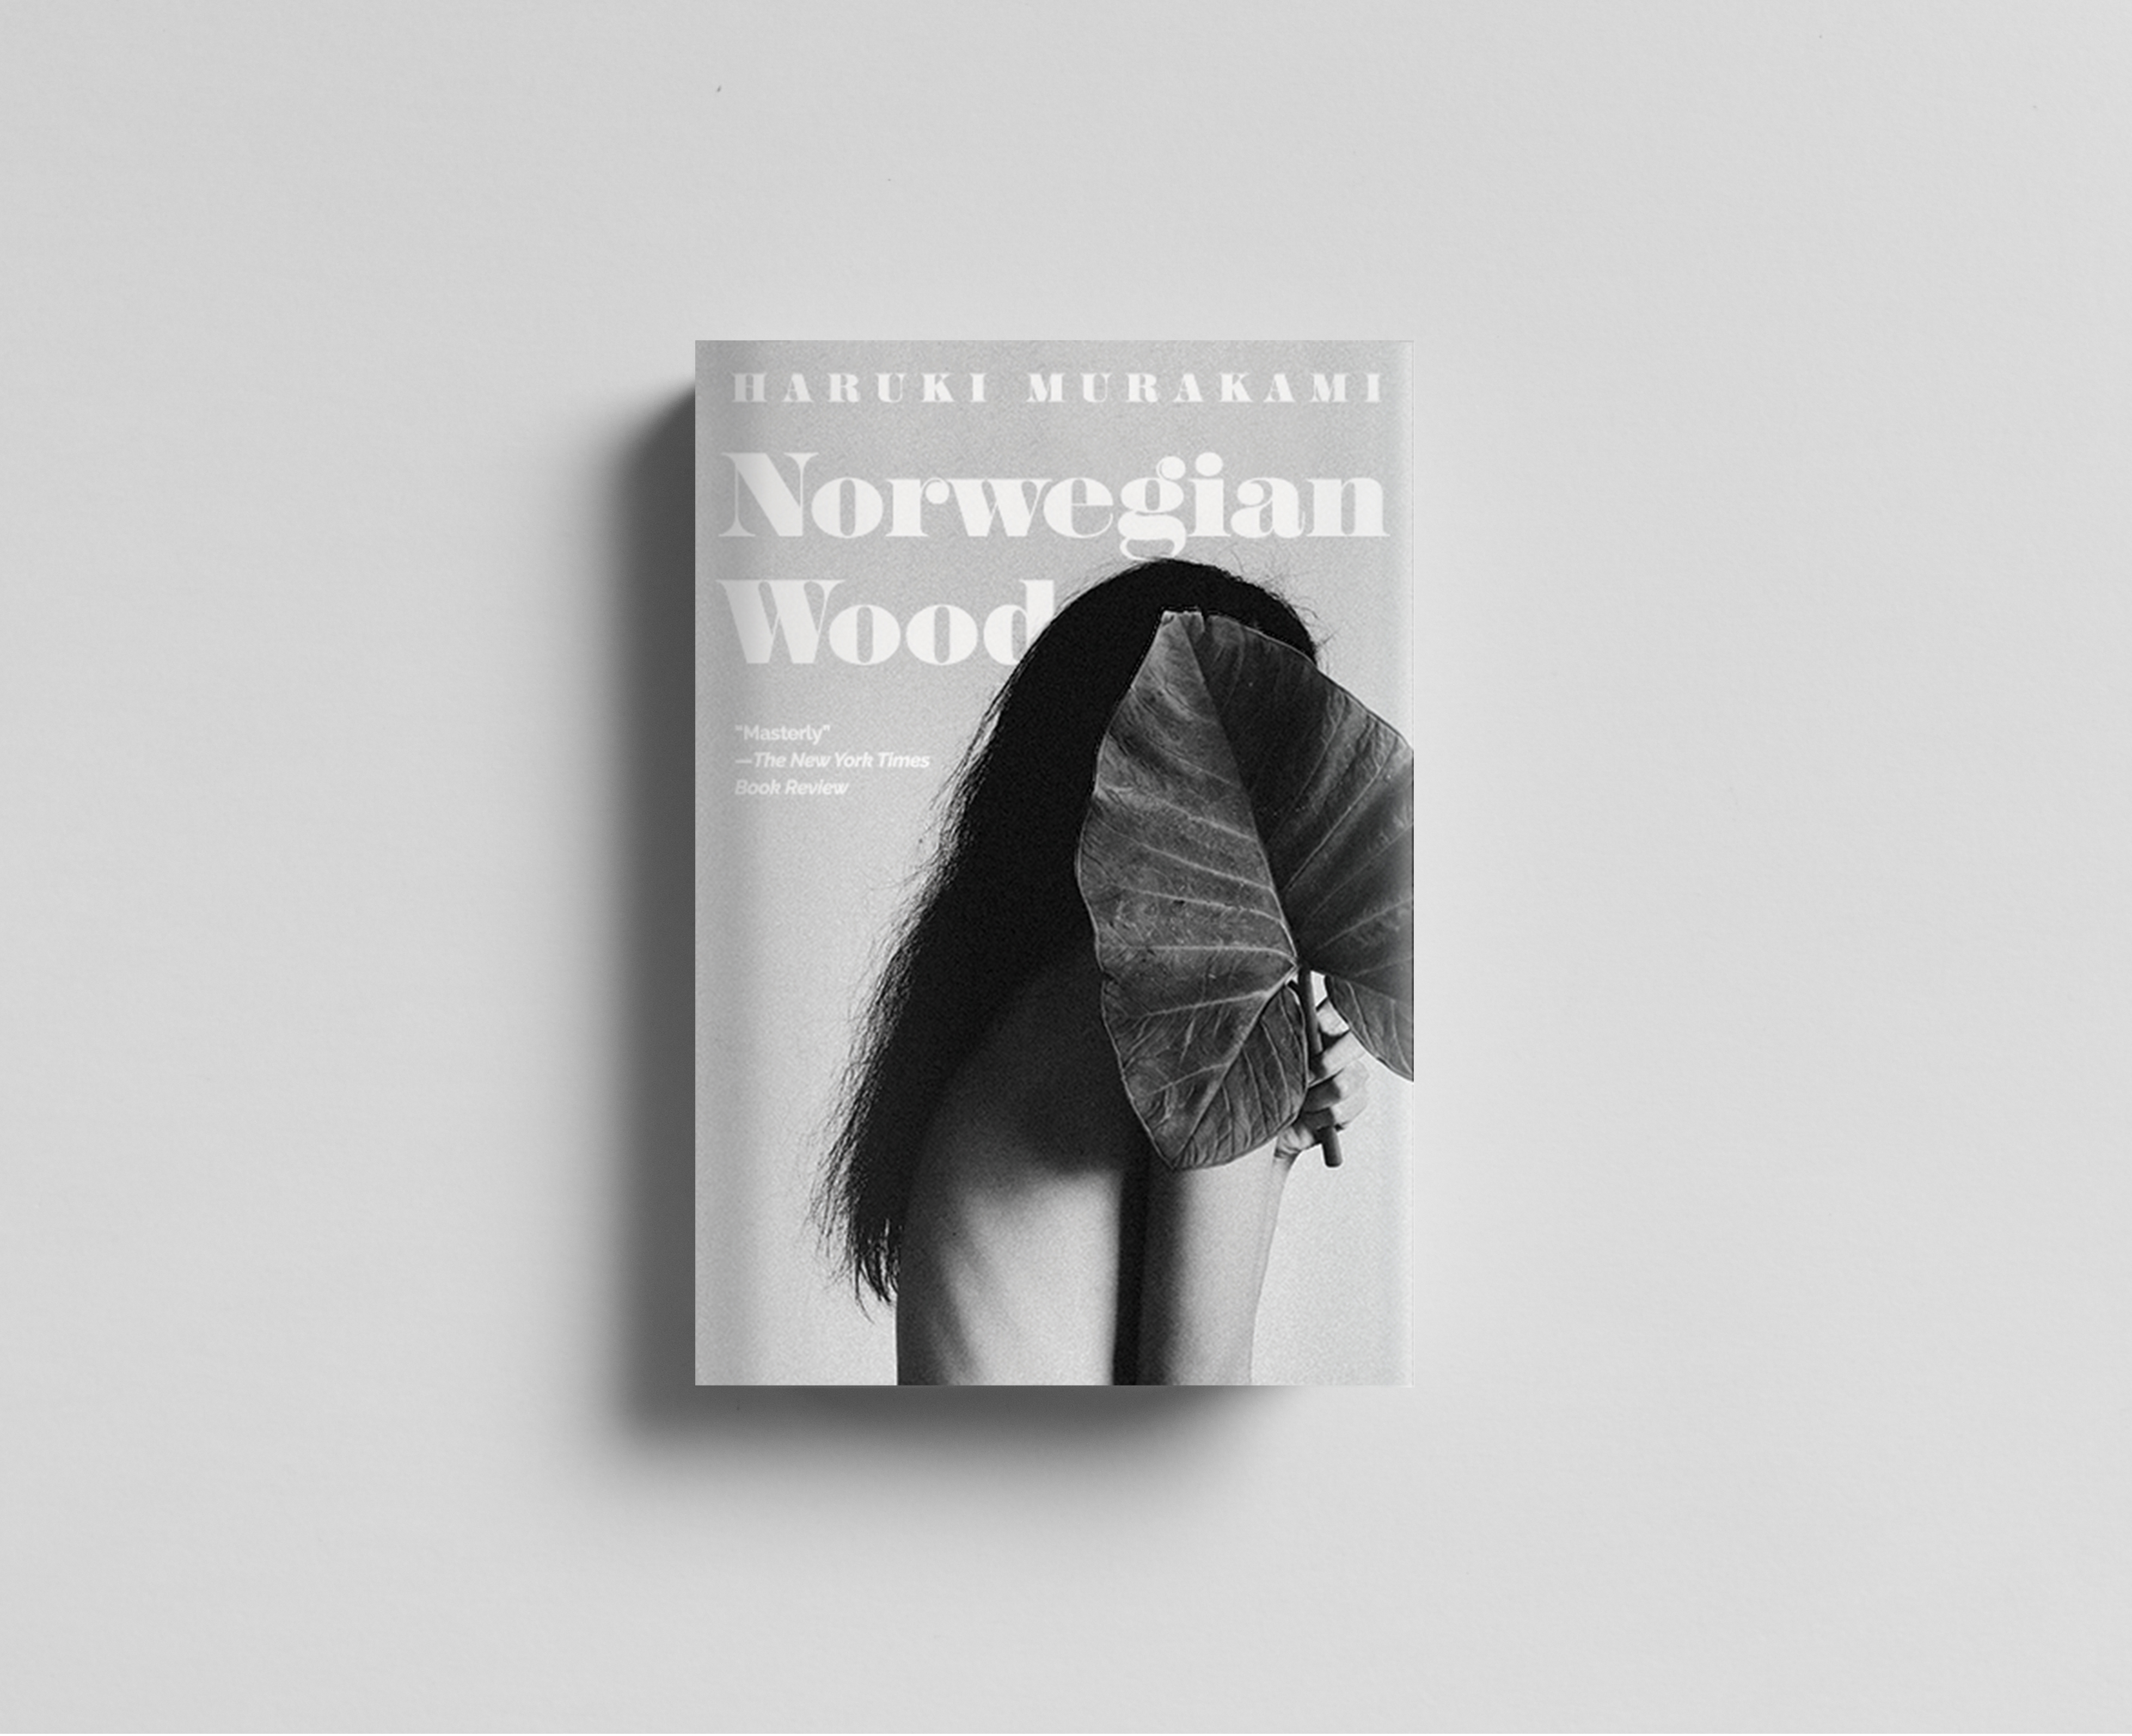 HARUKI MURAKAMI
Norwegian
Wood
"Masterly"
—The New York Times
Book Review